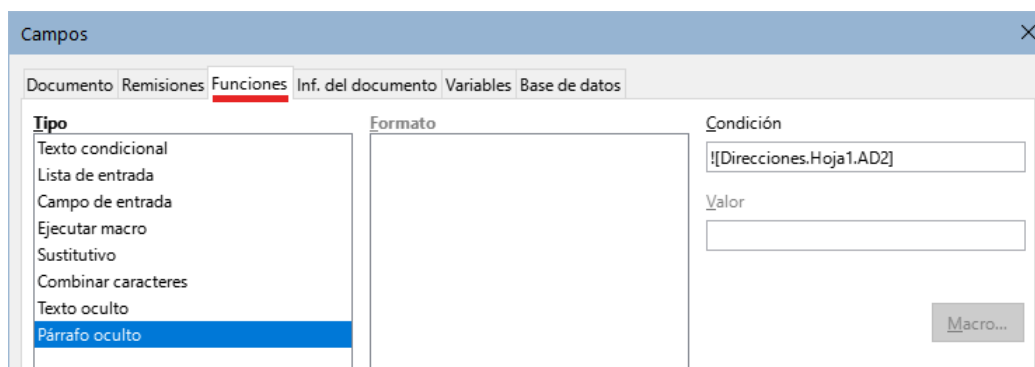 Campos
Documento Remisiones Funciones Inf. del documento Variables Base de datos
Tipo
Texto condicional
Lista de entrada
Campo de entrada
Ejecutar macro
Sustitutivo
Combinar caracteres
Texto oculto
Párrafo oculto
Formato
Condición
![Direcciones.Hoja1.AD2]
Valor
Macro...